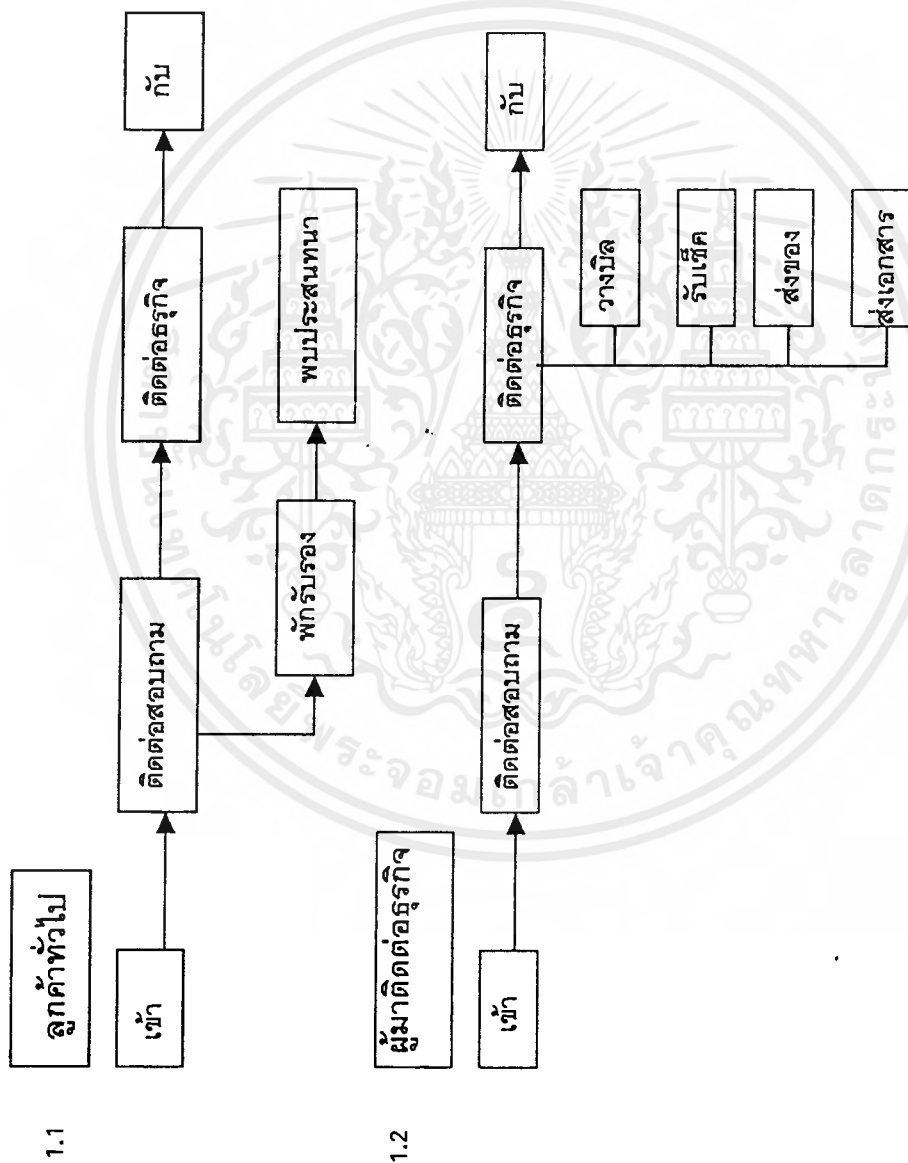 1.1
ลูกค้าทั่วไป
เข้า
ติดต่อสอบถาม
ติดต่อธุรกิจ
กับ
พักรับรอง
พบประสนทนา
1.2
ผู้มาติดต่อธุรกิจ
เข้า
ติดต่อสอบถาม
ติดต่อธุรกิจ
กับ
วางบิล
รับเช็ค
ส่งของ
ส่งเอกสาร